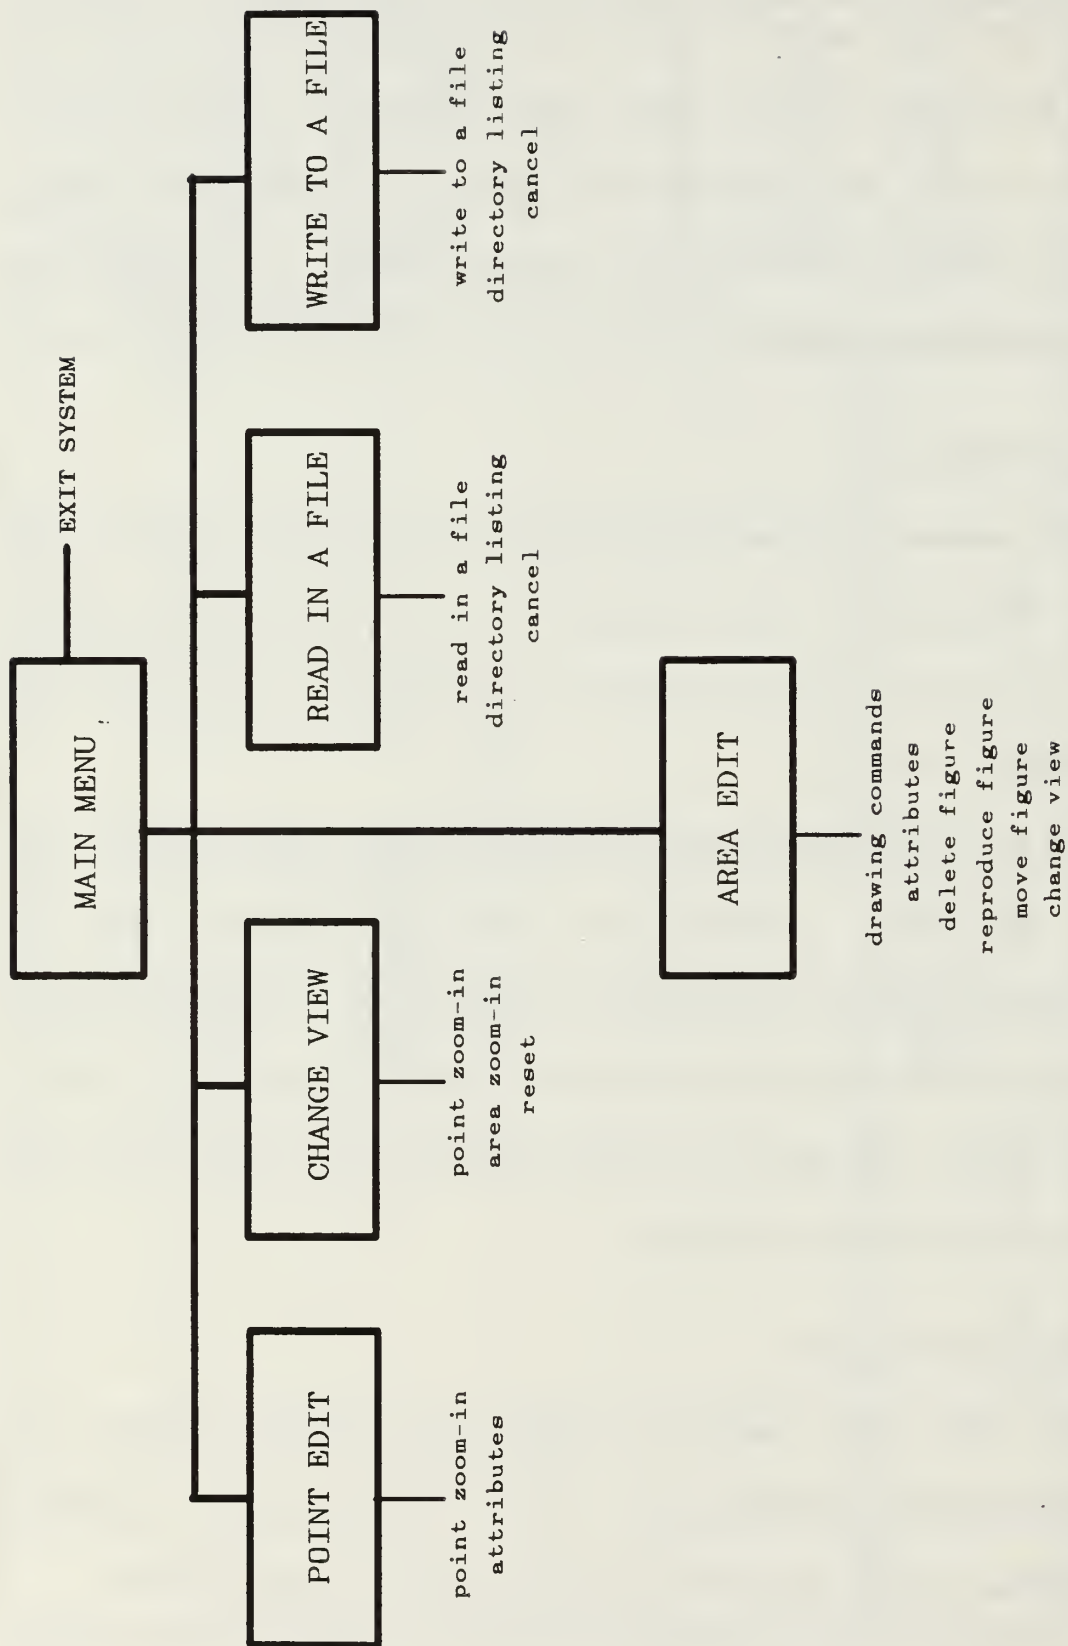 MAIN MENU
EXIT SYSTEM
POINT EDIT
point zoom-in
attributes
CHANGE VIEW
point zoom-in
area zoom-in
reset
READ IN A FILE
read in a file
directory listing
cancel
WRITE TO A FILE
write to a file
directory listing
cancel
AREA EDIT
drawing commands
attributes
delete figure
reproduce figure
move figure
change view